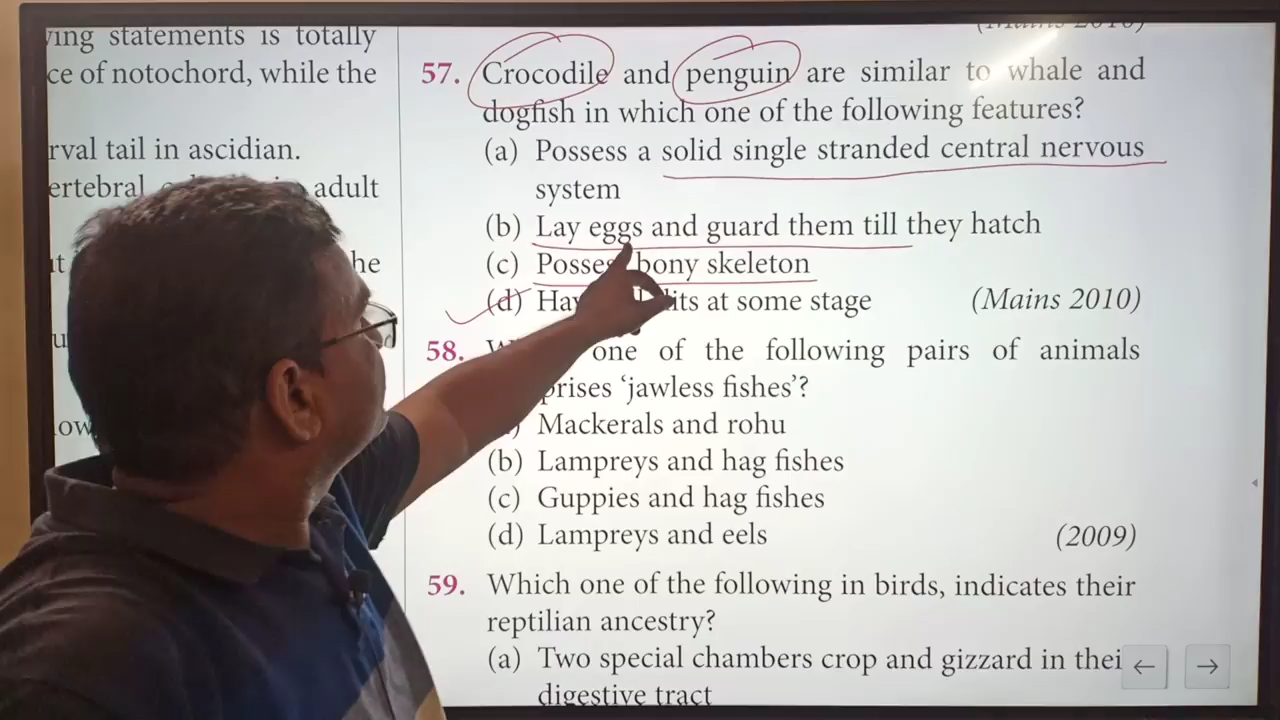 ving statements is totally
ce of notochord, while the
rval tail in ascidian.
ertebral adult
he
(Mains 2010)
57. Crocodile and penguin are similar to whale and
dogfish in which one of the following features?
(a) Possess a solid single stranded central nervous
system
(b) Lay eggs and guard them till they hatch
(c) bony skeleton
(d) at some stage (Mains 2010)
58. one of the following pairs of animals
prises ‘jawless fishes’?
Mackerals and rohu
(b) Lampreys and hag fishes
(c) Guppies and hag fishes
(d) Lampreys and eels (2009)
59. Which one of the following in birds, indicates their
reptilian ancestry?
(a) Two special chambers crop and gizzard in thei
digestive tract